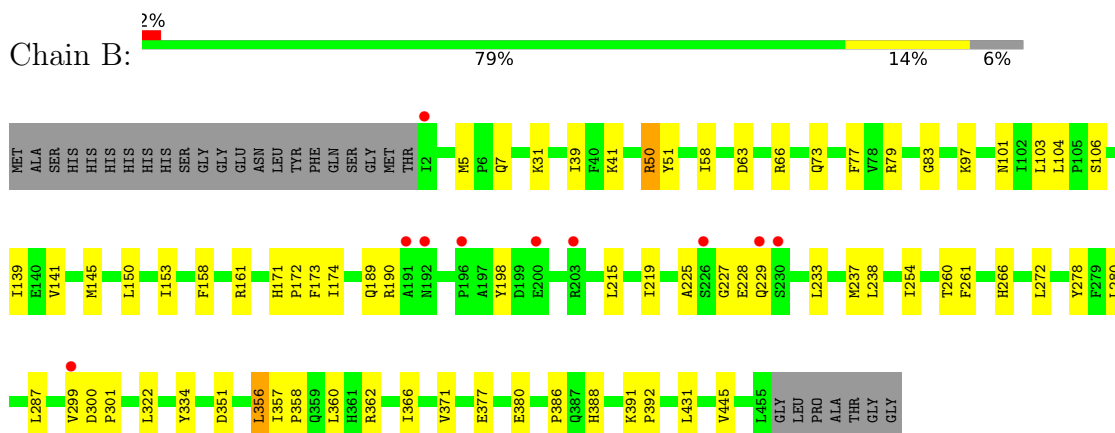 2%
Chain B:
79% 14% 6%
MET ALA SER HIS HIS HIS HIS HIS HIS SER GLY GLY GLU ASN LEU TYR PHE GLN SER GLY MET THR I2 M5 P6 Q7 K31 I39 F40 K41 R50 Y51 I58 D63 R66 Q73 F77 V78 R79 G83 K97 N101 I102 L103 L104 P105 S106
I139 E140 V141 M145 L150 I153 F158 R161 H171 P172 F173 I174 Q189 R190 A191 N192 P196 A197 Y198 D199 E200 R203 L215 I219 A225 S226 G227 E228 Q229 S230 L233 M237 L238 I254 T260 F261 H266 L272 Y278 F279 L280
L287 V299 D300 P301 L322 Y334 D351 L356 I357 P358 Q359 L360 H361 R362 I366 V371 E377 E380 P386 Q387 H388 K391 P392 L431 V445 L455 GLY LEU PRO ALA THR GLY GLY